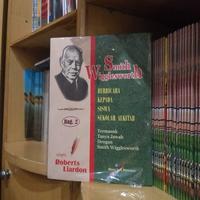 Smith
Wigglesworth
BERBICARA
KEPADA
SISWA
SEKOLAH ALKITAB
Bag. 2
Termasuk
Tanya Jawab
Dengan
Smith Wigglesworth
Roberts
Liardon